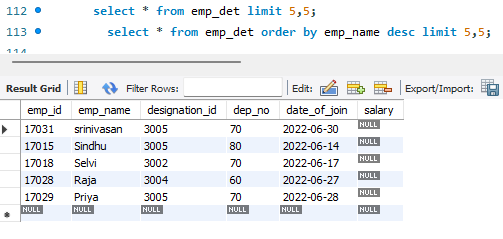 112 select * from emp_det limit 5,5;
113 select * from emp_det order by emp_name desc limit 5,5;
114
Result Grid Filter Rows: Edit: Export/Import:
emp_id emp_name designation_id dep_no date_of_join salary
17031 srinivasan 3005 70 2022-06-30 NULL
17015 Sindhu 3005 80 2022-06-14 NULL
17018 Selvi 3002 70 2022-06-17 NULL
17028 Raja 3004 60 2022-06-27 NULL
17029 Priya 3005 70 2022-06-28 NULL
NULL NULL NULL NULL NULL NULL